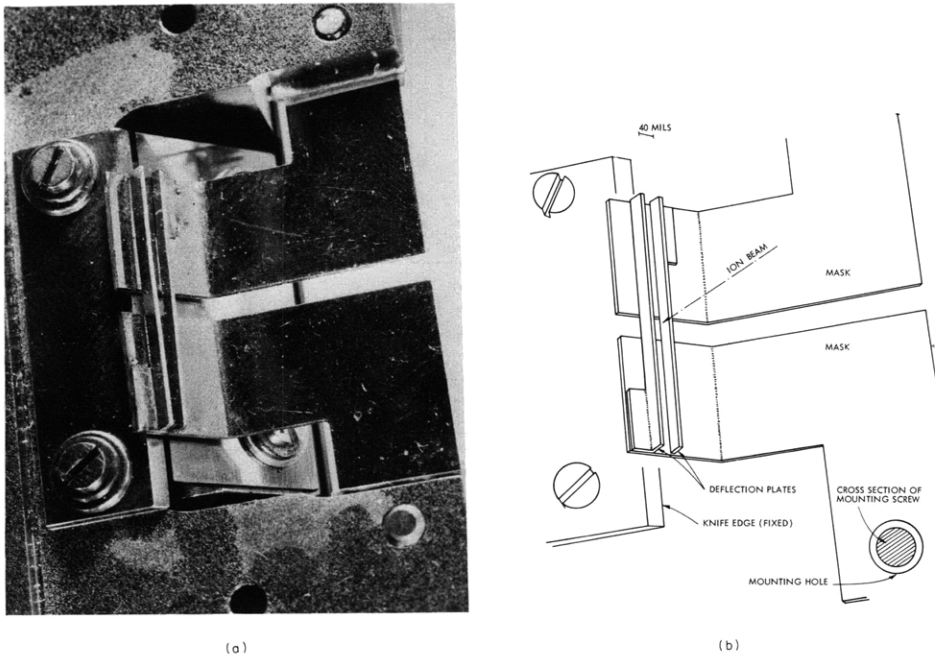 40 MILS
ION BEAM
MASK
MASK
DEFLECTION PLATES
KNIFE EDGE (FIXED)
CROSS SECTION OF
MOUNTING SCREW
MOUNTING HOLE
(a)
(b)